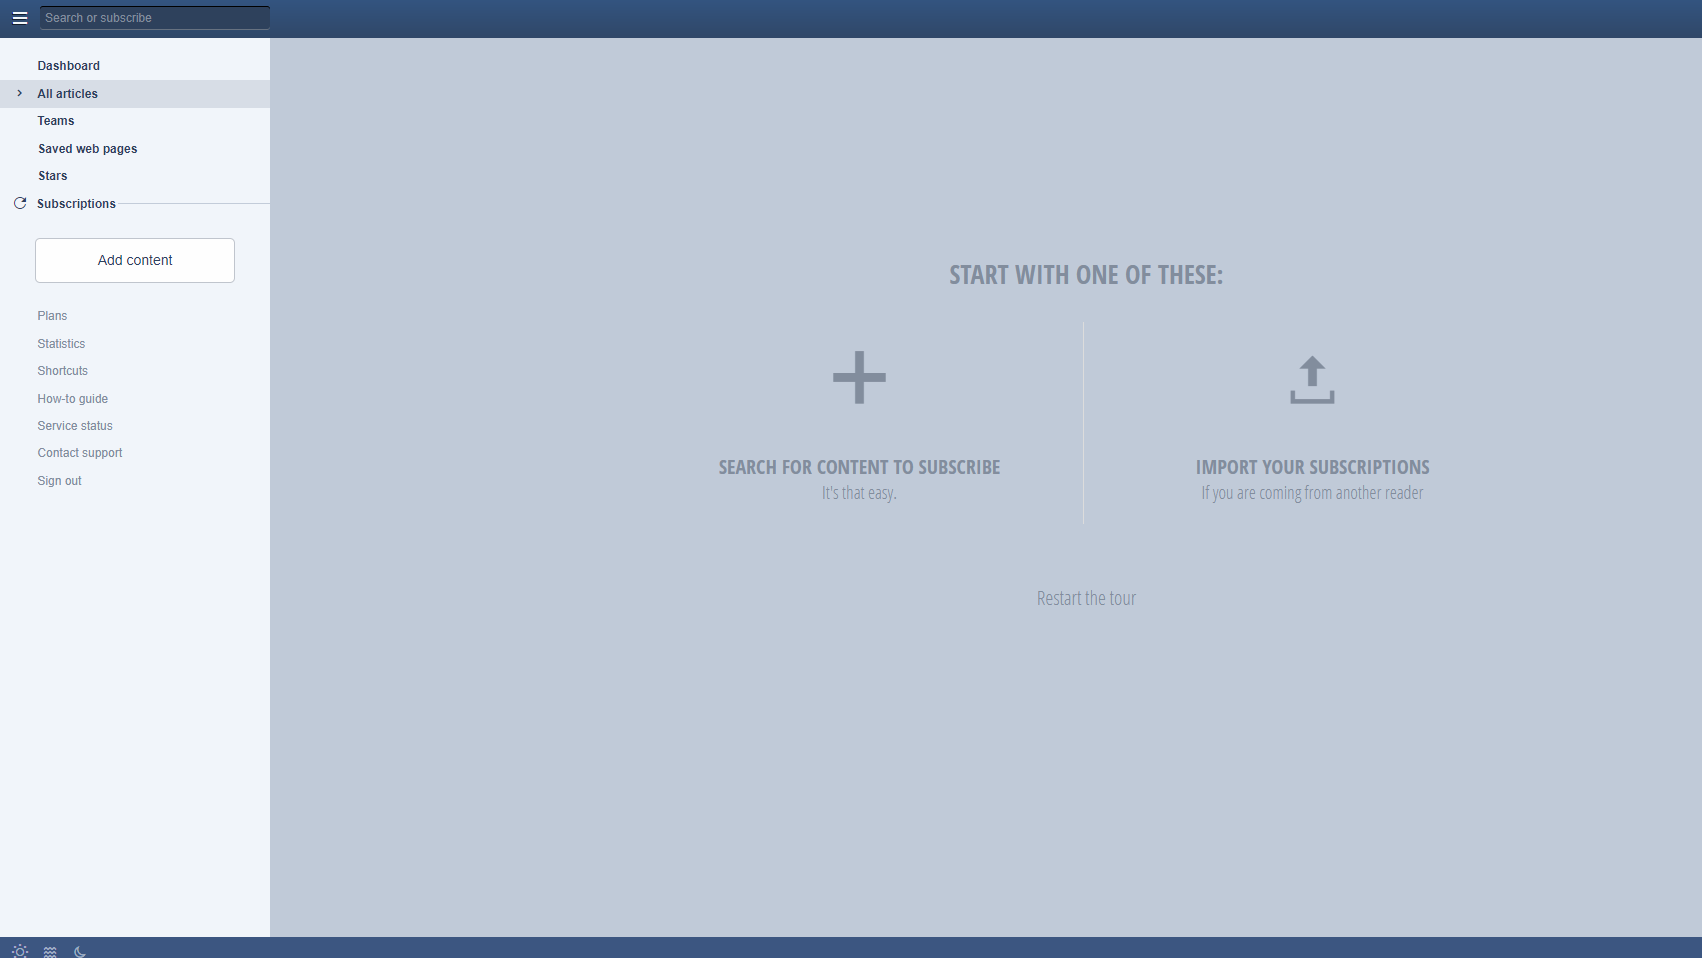 Search or subscribe
Dashboard
All articles
Teams
Saved web pages
Stars
Subscriptions
Add content
Plans
Statistics
Shortcuts
How-to guide
Service status
Contact support
Sign out
START WITH ONE OF THESE:
SEARCH FOR CONTENT TO SUBSCRIBE
It's that easy.
IMPORT YOUR SUBSCRIPTIONS
If you are coming from another reader
Restart the tour